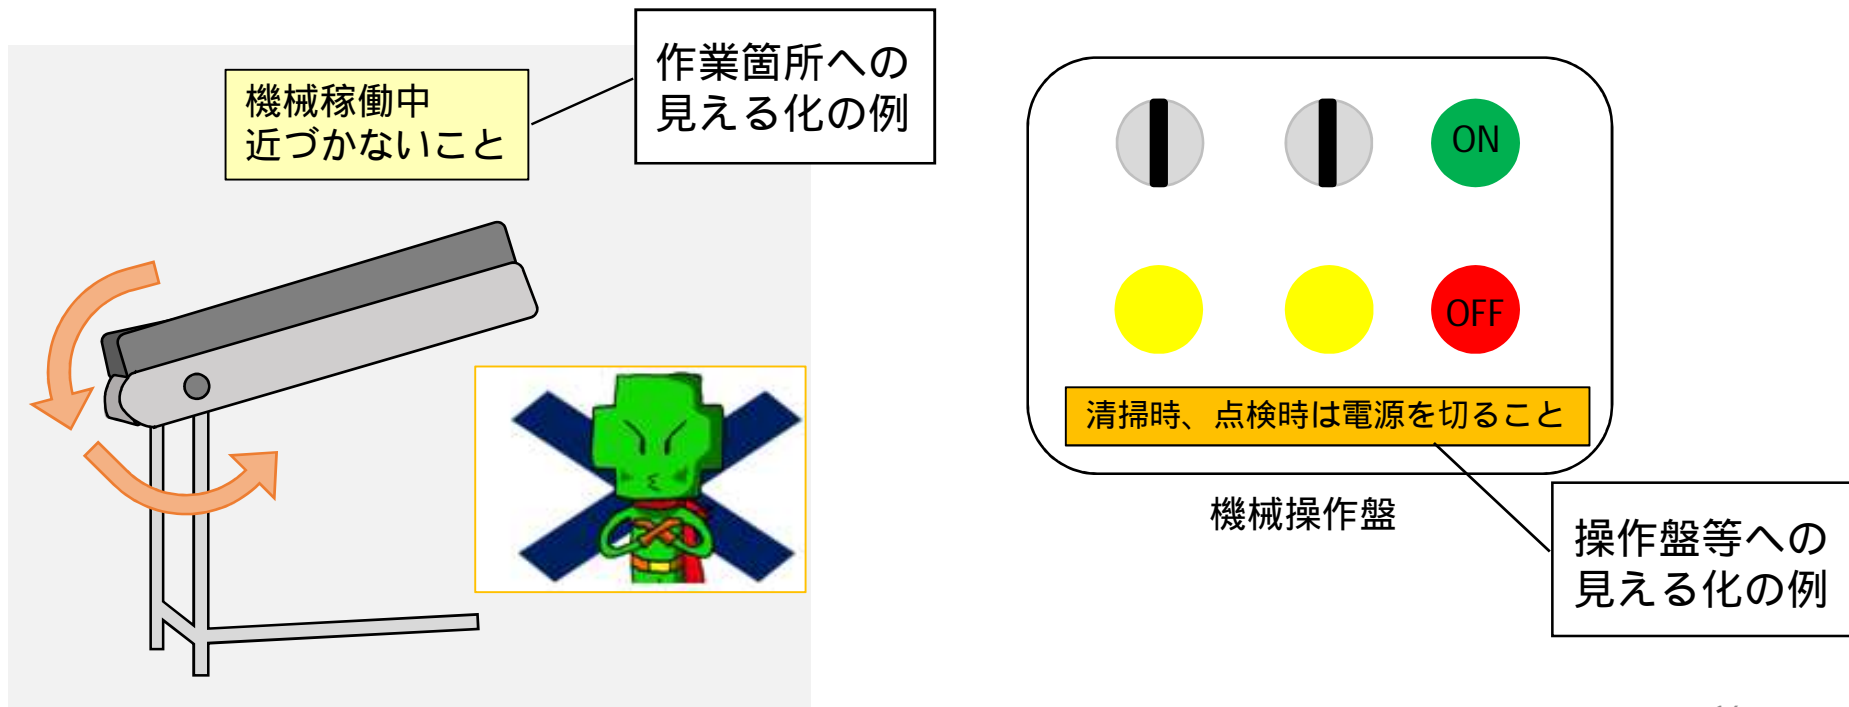 作業箇所への
見える化の例
機械稼働中
近づかないこと
ON
OFF
清掃時、点検時は電源を切ること
機械操作盤
操作盤等への
見える化の例